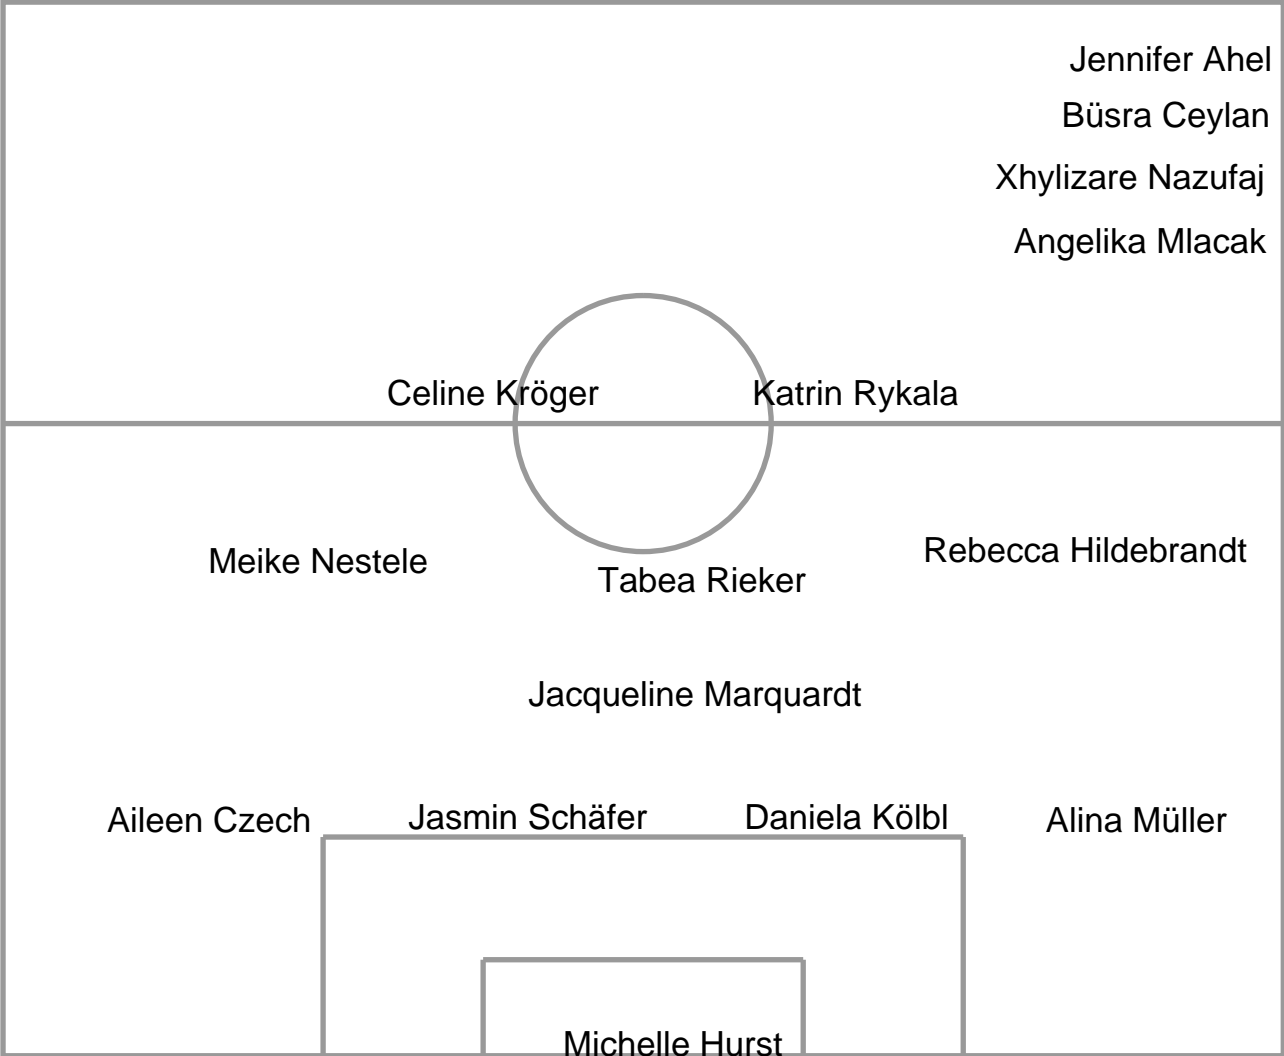 Jennifer Ahel
Büsra Ceylan
Xhylizare Nazufaj
Angelika Mlacak
Celine Kröger
Katrin Rykala
Meike Nestele
Rebecca Hildebrandt
Tabea Rieker
Jacqueline Marquardt
Aileen Czech
Jasmin Schäfer
Daniela Kölbl
Alina Müller
Michelle Hurst